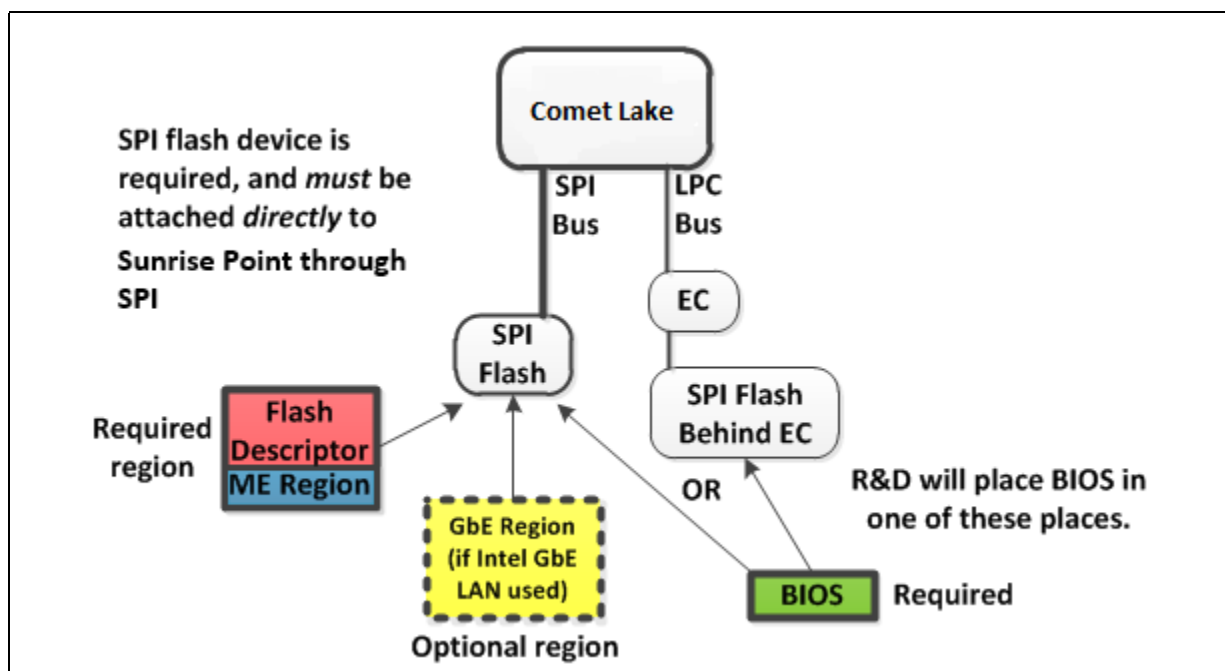 Comet Lake
SPI flash device is
required, and must be
attached directly to
Sunrise Point through
SPI
SPI
Bus
LPC
Bus
EC
SPI
Flash
SPI Flash
Behind EC
Required
region
Flash
Descriptor
ME Region
OR
R&D will place BIOS in
one of these places.
GbE Region
(if Intel GbE
LAN used)
Optional region
BIOS
Required